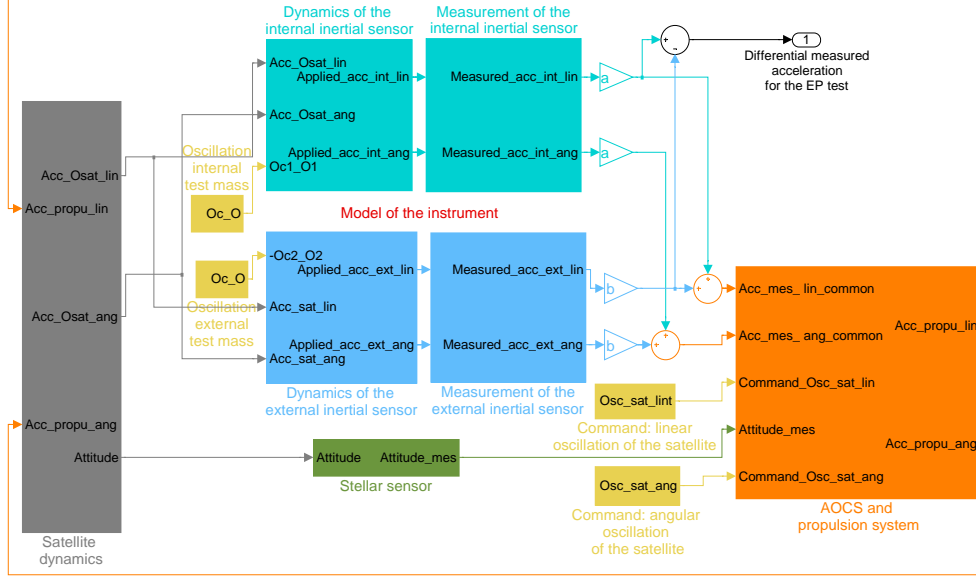 Dynamics of the
internal inertial sensor
Measurement of the
internal inertial sensor
Acc_Osat_lin
Applied_acc_int_lin
Acc_Osat_ang
Applied_acc_int_ang
Oc1_O1
Measured_acc_int_lin
Measured_acc_int_ang
a
a
+
-
1
Differential measured
acceleration
for the EP test
Oscillation
internal
test mass
Oc_O
Model of the instrument
Acc_Osat_lin
Acc_propu_lin
Acc_Osat_ang
Acc_propu_ang
Attitude
Satellite
dynamics
Oc_O
Oscillation
external
test mass
-Oc2_O2
Applied_acc_ext_lin
Acc_sat_lin
Applied_acc_ext_ang
Acc_sat_ang
Dynamics of the
external inertial sensor
Measured_acc_ext_lin
Measured_acc_ext_ang
Measurement of the
external inertial sensor
b
b
+
+
+
+
Attitude
Attitude_mes
Stellar sensor
Osc_sat_lint
Command: linear
oscillation of the satellite
Osc_sat_ang
Command: angular
oscillation
of the satellite
Acc_mes_ lin_common
Acc_propu_lin
Acc_mes_ ang_common
Command_Osc_sat_lin
Attitude_mes
Acc_propu_ang
Command_Osc_sat_ang
AOCS and
propulsion system